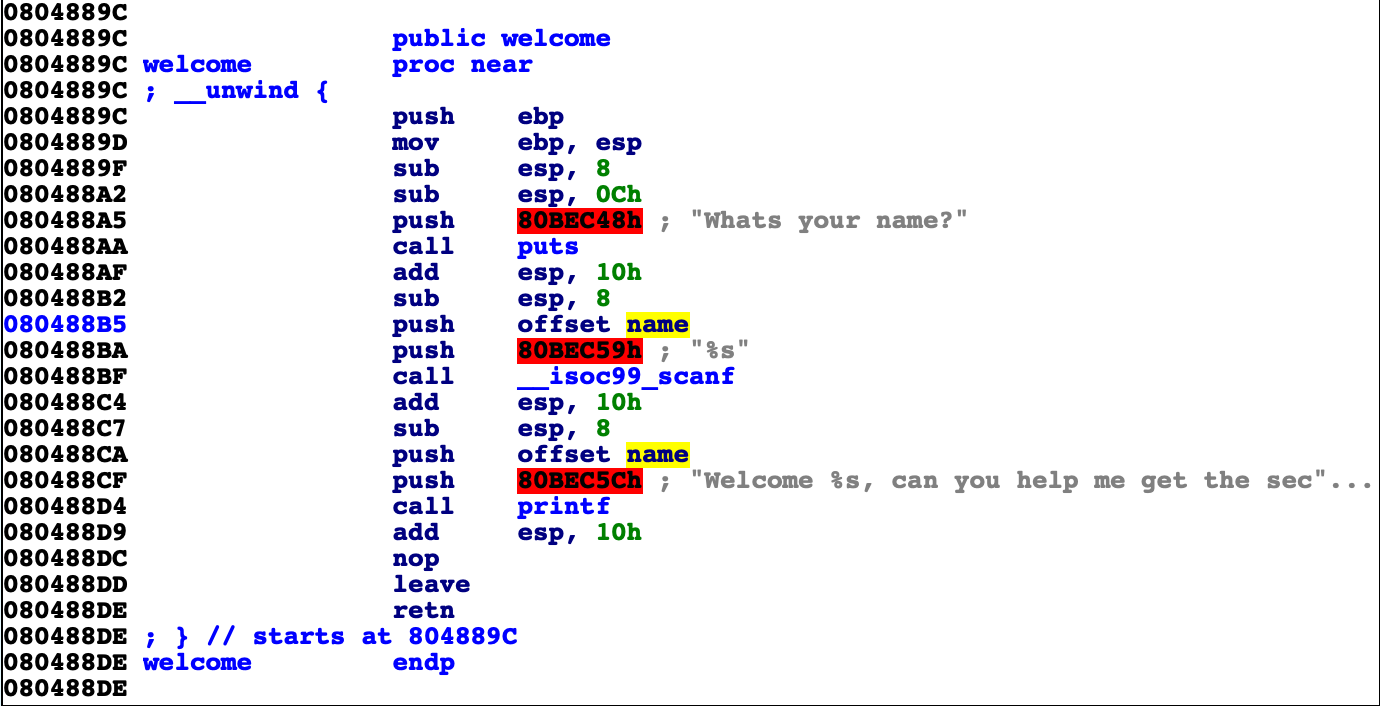 0804889C
0804889C public welcome
0804889C welcome proc near
0804889C ; __unwind {
0804889C push ebp
0804889D mov ebp, esp
0804889F sub esp, 8
080488A2 sub esp, 0Ch
080488A5 push 80BEC48h ; "Whats your name?"
080488AA call puts
080488AF add esp, 10h
080488B2 sub esp, 8
080488B5 push offset name
080488BA push 80BEC59h ; "%s"
080488BF call __isoc99_scanf
080488C4 add esp, 10h
080488C7 sub esp, 8
080488CA push offset name
080488CF push 80BEC5Ch ; "Welcome %s, can you help me get the sec"...
080488D4 call printf
080488D9 add esp, 10h
080488DC nop
080488DD leave
080488DE retn
080488DE ; } // starts at 804889C
080488DE welcome endp
080488DE